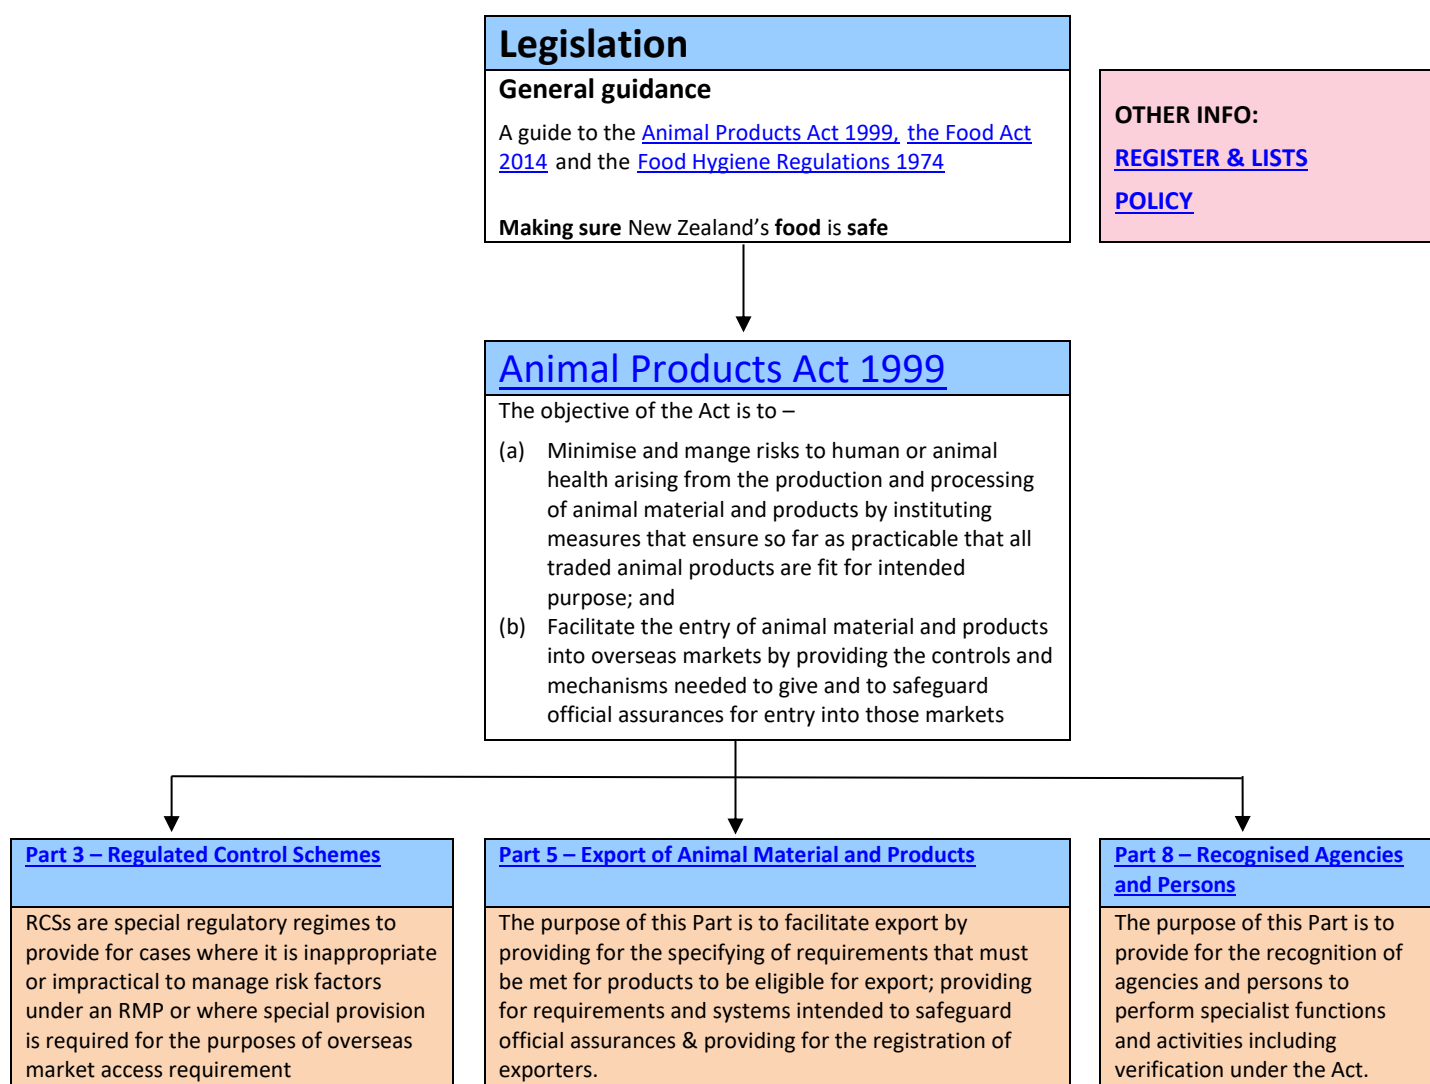 Legislation
General guidance
A guide to the Animal Products Act 1999, the Food Act
2014 and the Food Hygiene Regulations 1974
Making sure New Zealand’s food is safe
OTHER INFO:
REGISTER & LISTS
POLICY
Animal Products Act 1999
The objective of the Act is to –
(a) Minimise and mange risks to human or animal
health arising from the production and processing
of animal material and products by instituting
measures that ensure so far as practicable that all
traded animal products are fit for intended
purpose; and
(b) Facilitate the entry of animal material and products
into overseas markets by providing the controls and
mechanisms needed to give and to safeguard
official assurances for entry into those markets
Part 3 – Regulated Control Schemes
RCSs are special regulatory regimes to
provide for cases where it is inappropriate
or impractical to manage risk factors
under an RMP or where special provision
is required for the purposes of overseas
market access requirement
Part 5 – Export of Animal Material and Products
The purpose of this Part is to facilitate export by
providing for the specifying of requirements that must
be met for products to be eligible for export; providing
for requirements and systems intended to safeguard
official assurances & providing for the registration of
exporters.
Part 8 – Recognised Agencies
and Persons
The purpose of this Part is to
provide for the recognition of
agencies and persons to
perform specialist functions
and activities including
verification under the Act.